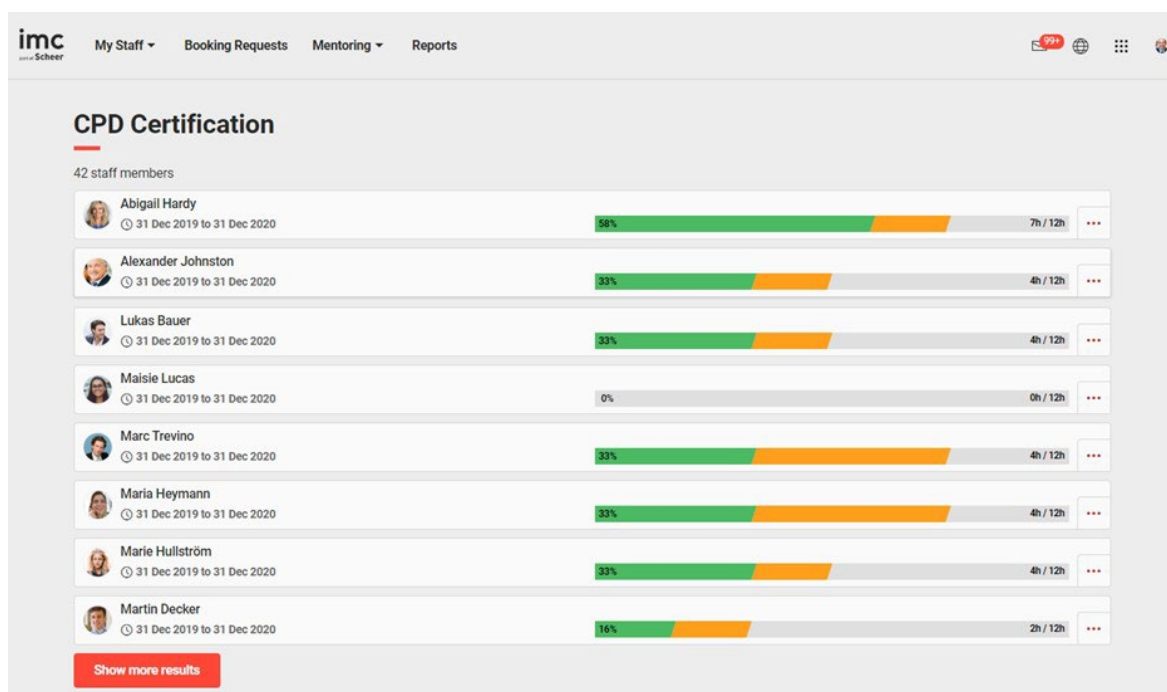 imc
part of Scheer
My Staff
Booking Requests
Mentoring
Reports
99+
CPD Certification
42 staff members
Abigail Hardy
31 Dec 2019 to 31 Dec 2020
58%
7h / 12h
Alexander Johnston
31 Dec 2019 to 31 Dec 2020
33%
4h / 12h
Lukas Bauer
31 Dec 2019 to 31 Dec 2020
33%
4h / 12h
Maisie Lucas
31 Dec 2019 to 31 Dec 2020
0%
0h / 12h
Marc Trevino
31 Dec 2019 to 31 Dec 2020
33%
4h / 12h
Maria Heymann
31 Dec 2019 to 31 Dec 2020
33%
4h / 12h
Marie Hullström
31 Dec 2019 to 31 Dec 2020
33%
4h / 12h
Martin Decker
31 Dec 2019 to 31 Dec 2020
16%
2h / 12h
Show more results